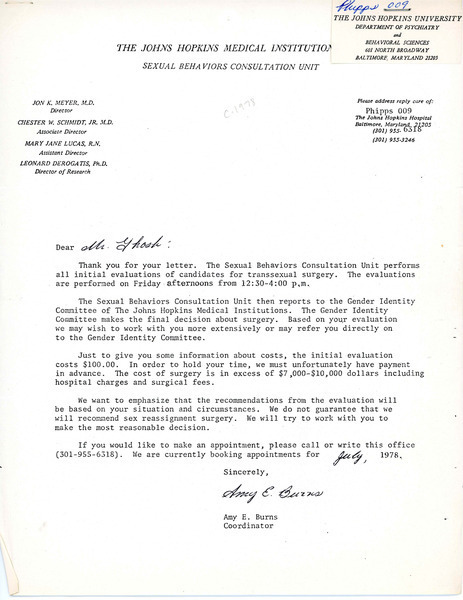 Phipps 009
THE JOHNS HOPKINS UNIVERSITY
DEPARTMENT OF PSYCHIATRY
and
BEHAVIORAL SCIENCES
601 NORTH BROADWAY
BALTIMORE, MARYLAND 21205
THE JOHNS HOPKINS MEDICAL INSTITUTION
SEXUAL BEHAVIORS CONSULTATION UNIT
c. 1978
JON K. MEYER, M.D.
Director
CHESTER W. SCHMIDT, JR, M.D.
Associate Director
MARY JANE LUCAS, R.N.
Assistant Director
LEONARD DEROGATIS, Ph.D.
Director of Research
Please address reply care of:
Phipps 009
The Johns Hopkins Hospital
Baltimore, Maryland 21205
(301) 955-6318
(301) 955-3246
Dear Mr. Ghosh:
Thank you for your letter. The Sexual Behaviors Consultation Unit performs
all initial evaluations of candidates for transsexual surgery. The evaluations
are performed on Friday afternoons from 12:30-4:00 p.m.
The Sexual Behaviors Consultation Unit then reports to the Gender Identity
Committee of The Johns Hopkins Medical Institutions. The Gender Identity
Committee makes the final decision about surgery. Based on your evaluation
we may wish to work with you more extensively or may refer you directly on
to the Gender Identity Committee.
Just to give you some information about costs, the initial evaluation
costs $100.00. In order to hold your time, we must unfortunately have payment
in advance. The cost of surgery is in excess of $7,000-$10,000 dollars including
hospital charges and surgical fees.
We want to emphasize that the recommendations from the evaluation will
be based on your situation and circumstances. We do not guarantee that we
will recommend sex reassignment surgery. We will try to work with you to
make the most reasonable decision.
If you would like to make an appointment, please call or write this office
(301-955-6318). We are currently booking appointments for July, 1978.
Sincerely,
Amy E. Burns
Amy E. Burns
Coordinator